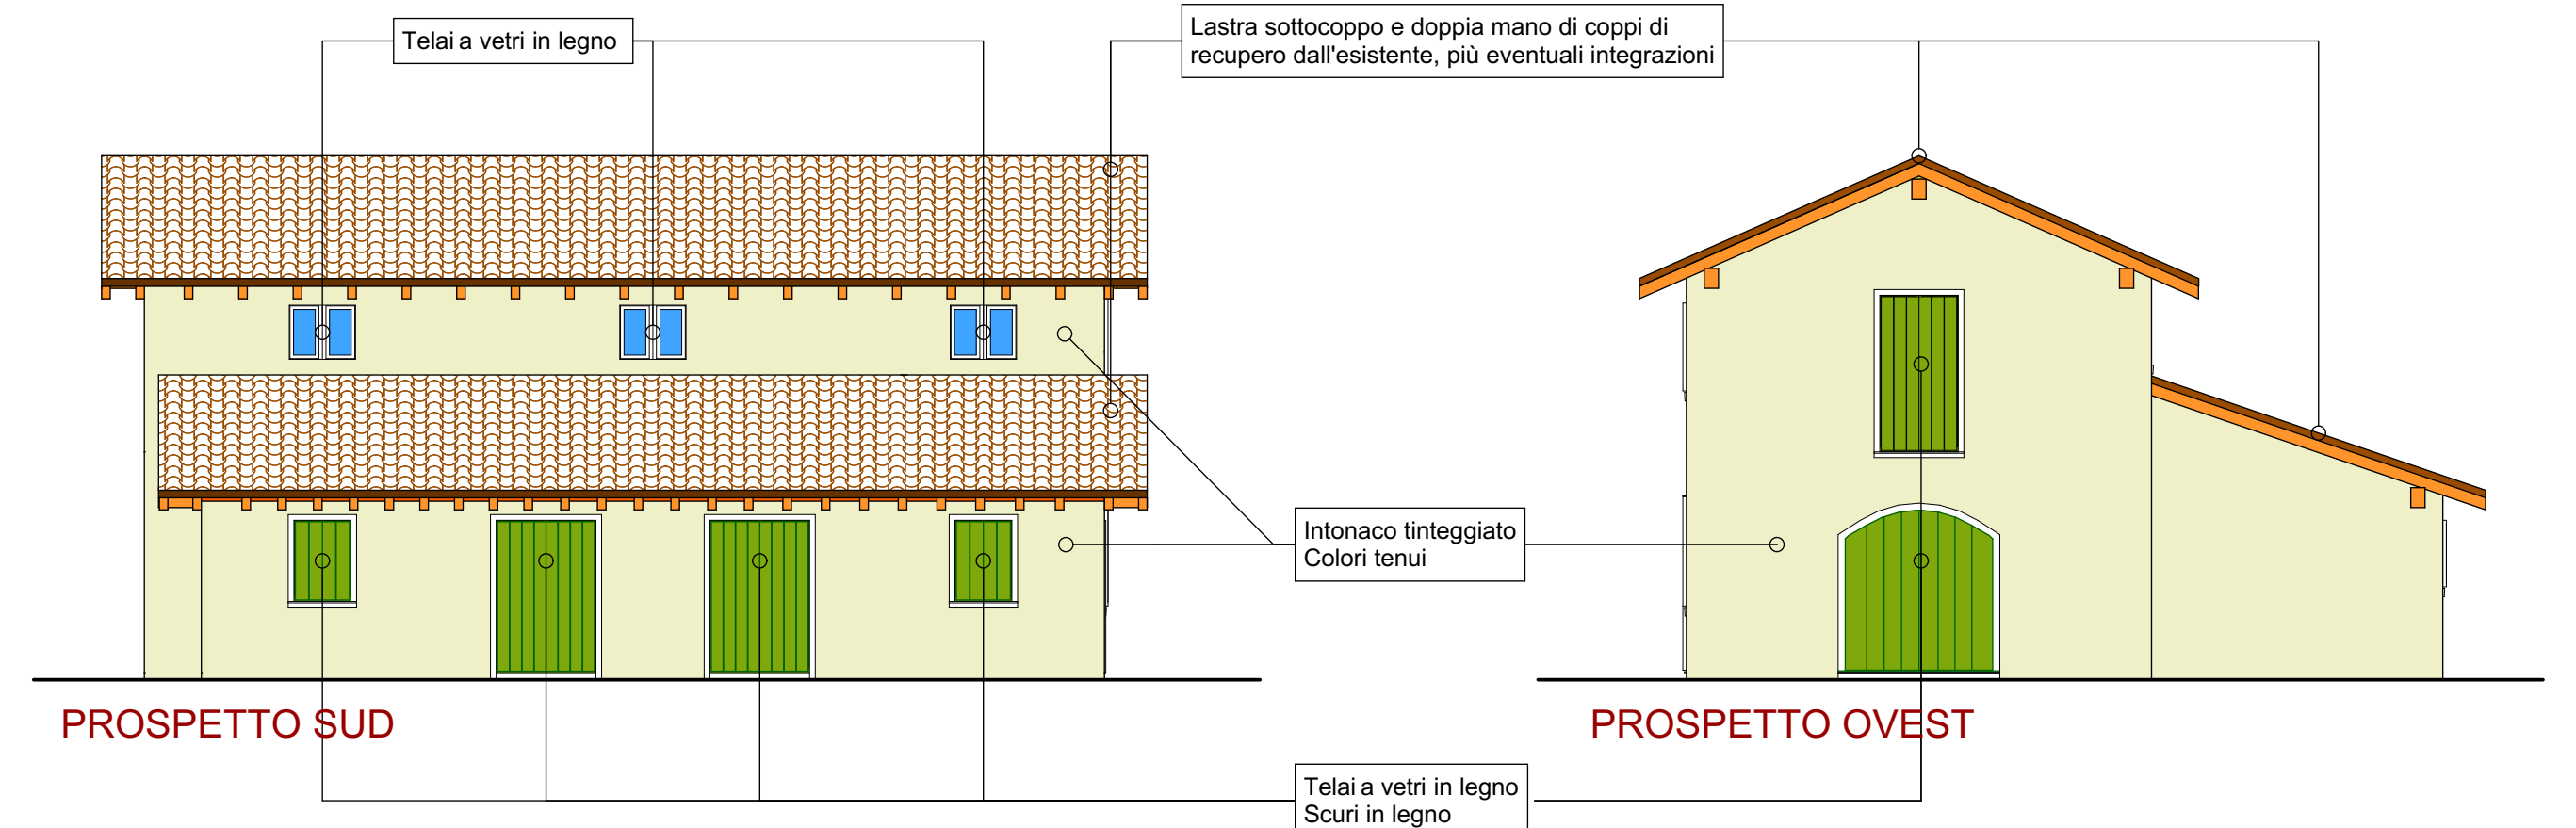 Telai a vetri in legno
Lastra sottocoppo e doppia mano di coppi di
recupero dall'esistente, più eventuali integrazioni
Intonaco tinteggiato
Colori tenui
PROSPETTO SUD
PROSPETTO OVEST
Telai a vetri in legno
Scuri in legno